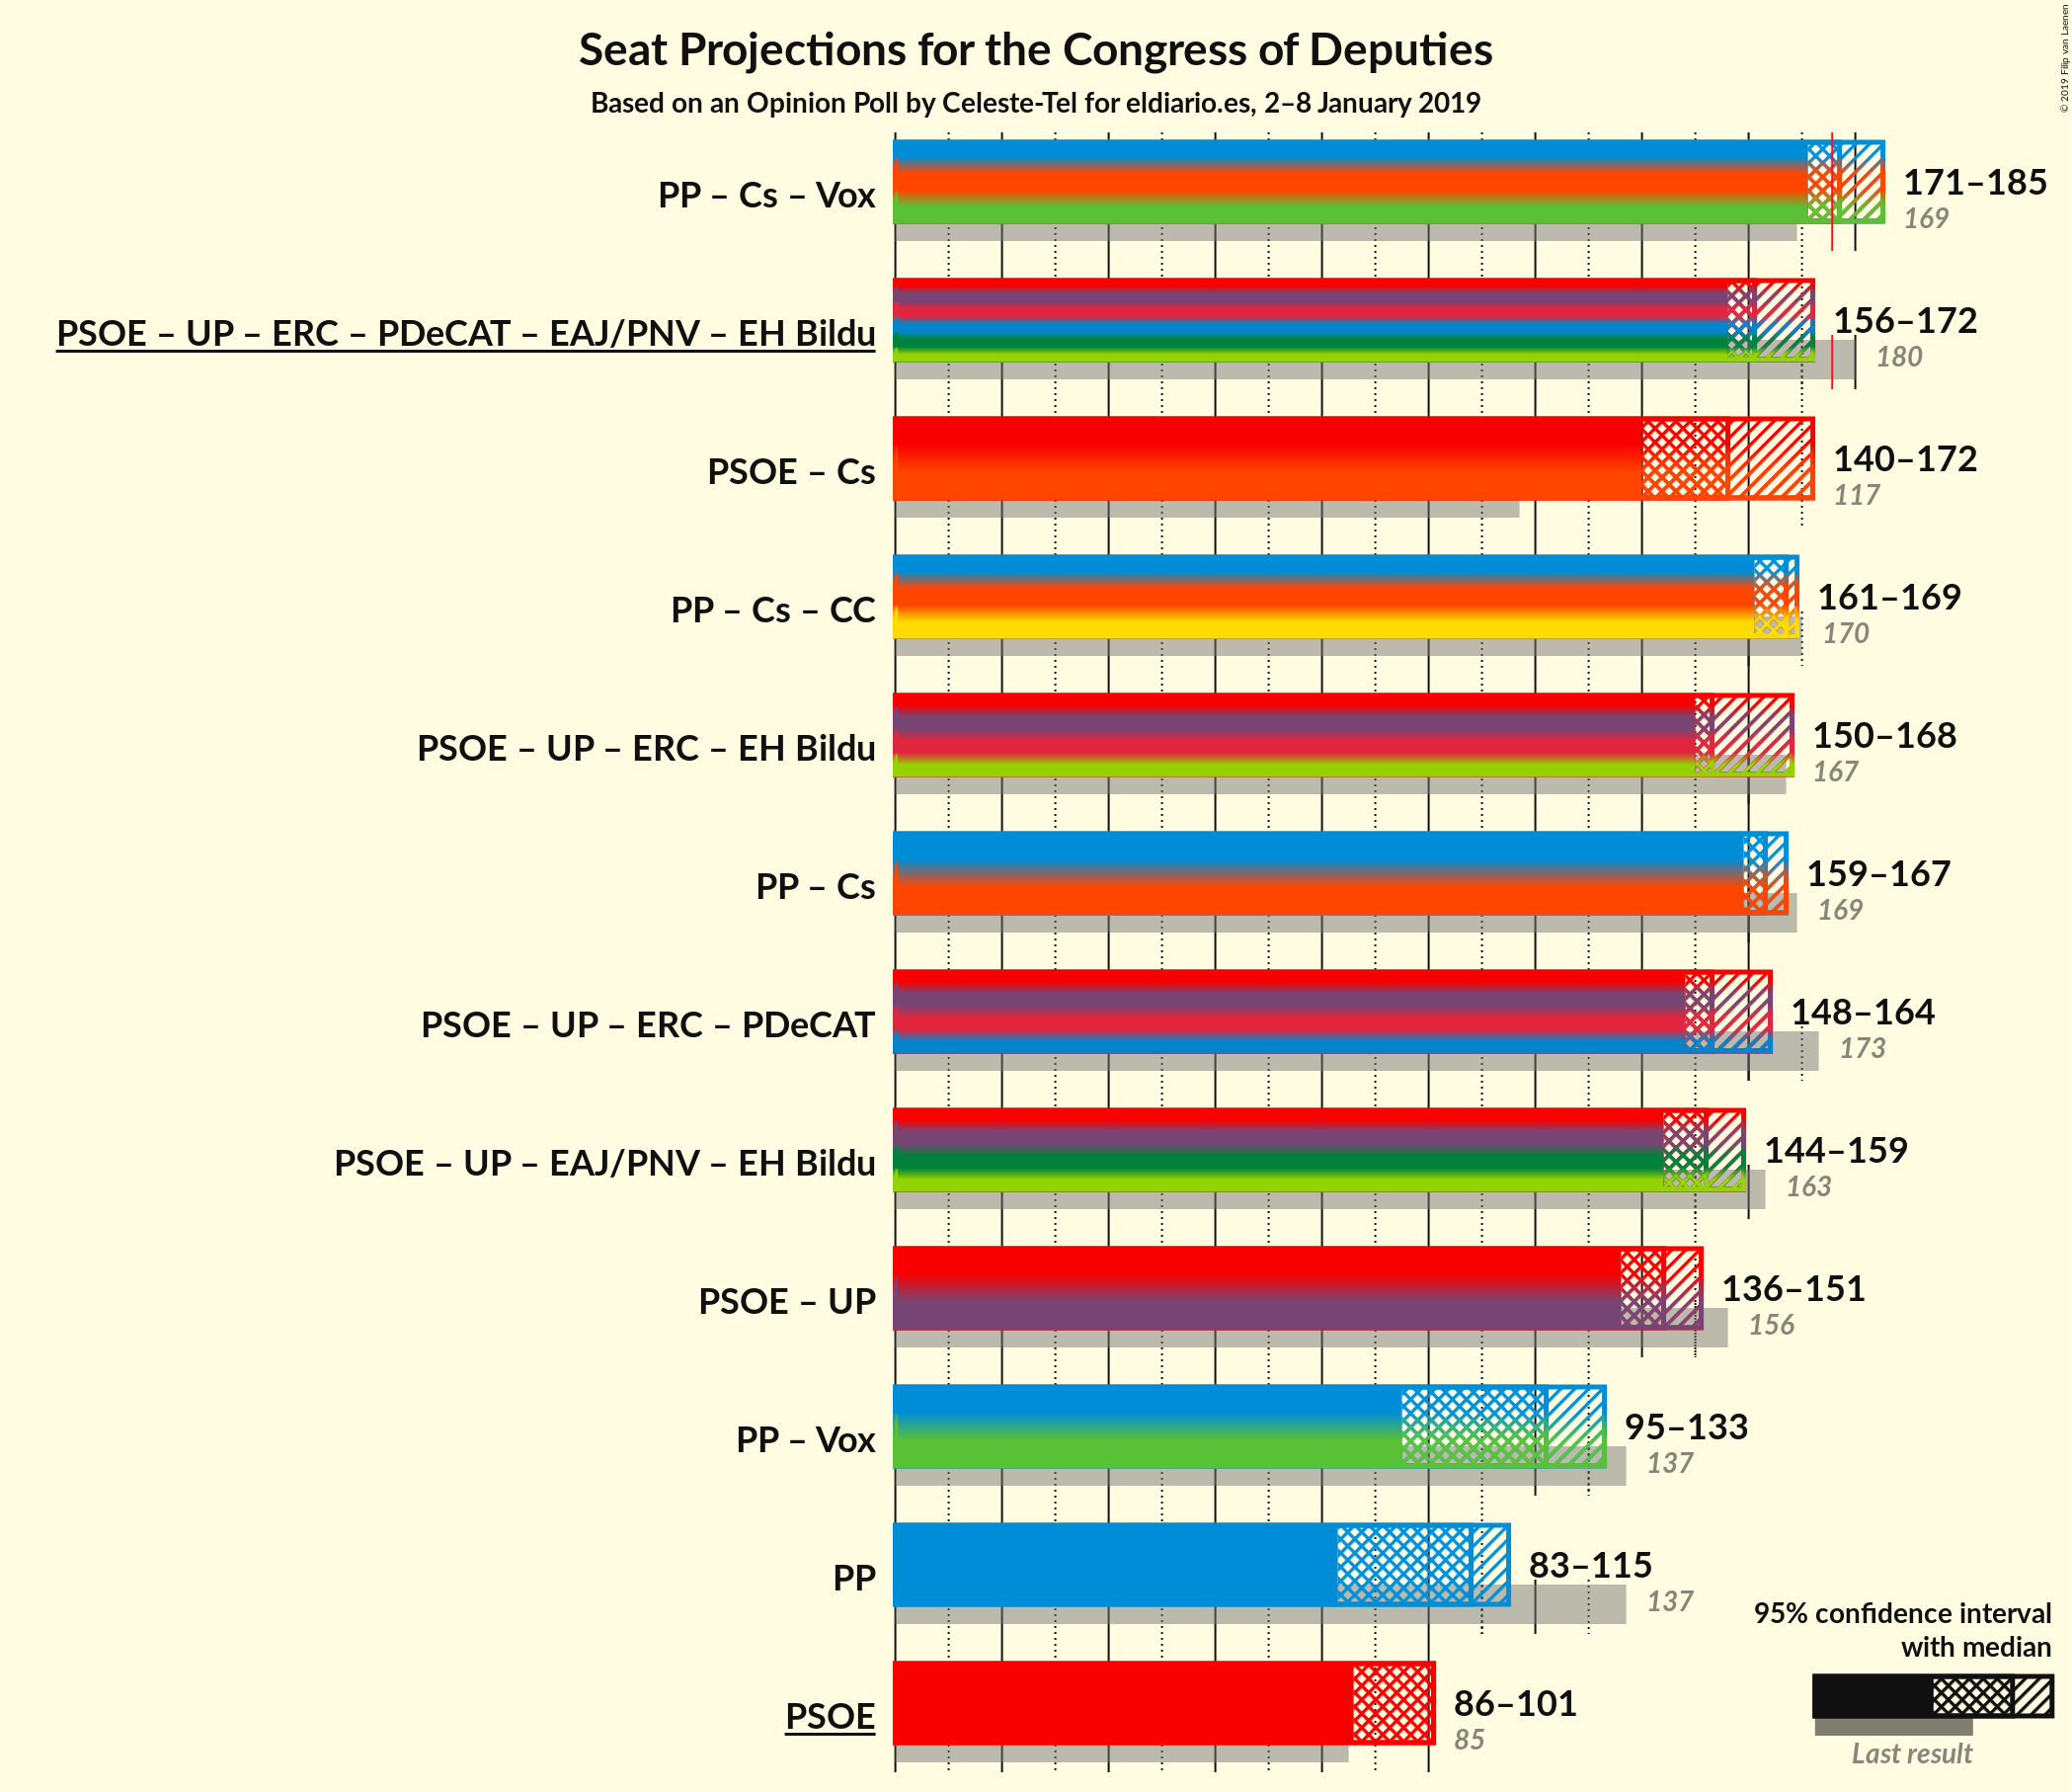 Seat Projections for the Congress of Deputies
Based on an Opinion Poll by Celeste-Tel for eldiario.es, 2–8 January 2019
© 2019 Filip van Laenen
PP – Cs – Vox
171–185
169
PSOE – UP – ERC – PDeCAT – EAJ/PNV – EH Bildu
156–172
180
PSOE – Cs
140–172
117
PP – Cs – CC
161–169
170
PSOE – UP – ERC – EH Bildu
150–168
167
PP – Cs
159–167
169
PSOE – UP – ERC – PDeCAT
148–164
173
PSOE – UP – EAJ/PNV – EH Bildu
144–159
163
PSOE – UP
136–151
156
PP – Vox
95–133
137
PP
83–115
137
PSOE
86–101
85
95% confidence interval
with median
Last result